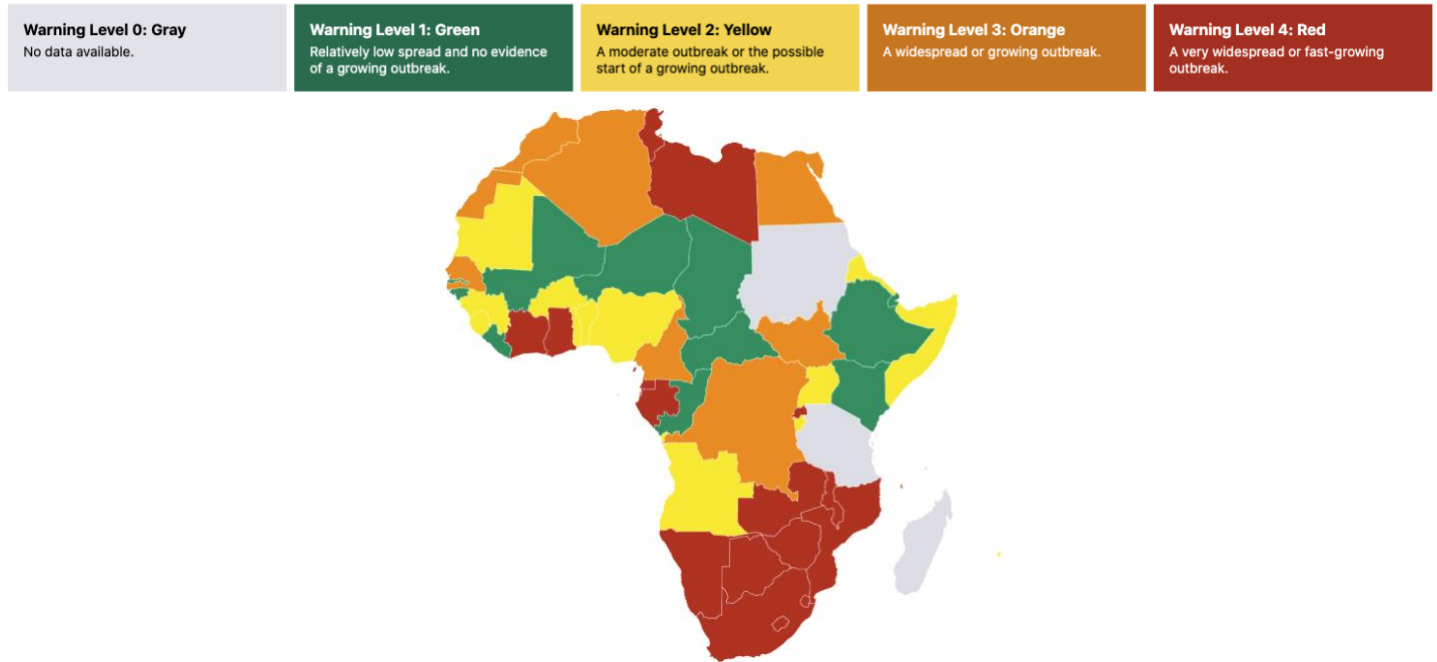 Warning Level 0: Gray
No data available.
Warning Level 1: Green
Relatively low spread and no evidence
of a growing outbreak.
Warning Level 2: Yellow
A moderate outbreak or the possible
start of a growing outbreak.
Warning Level 3: Orange
A widespread or growing outbreak.
Warning Level 4: Red
A very widespread or fast-growing
outbreak.